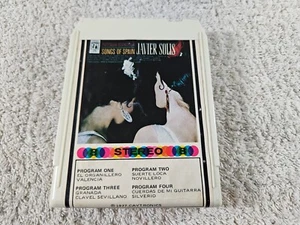 SONGS OF SPAIN JAVIER SOLIS
STEREO
PROGRAM ONE
EL ORGANILLERO
VALENCIA
PROGRAM TWO
SUERTE LOCA
NOVILLERO
PROGRAM THREE
GRANADA
CLAVEL SEVILLANO
PROGRAM FOUR
CUERDAS DE MI GUITARRA
SILVERIO